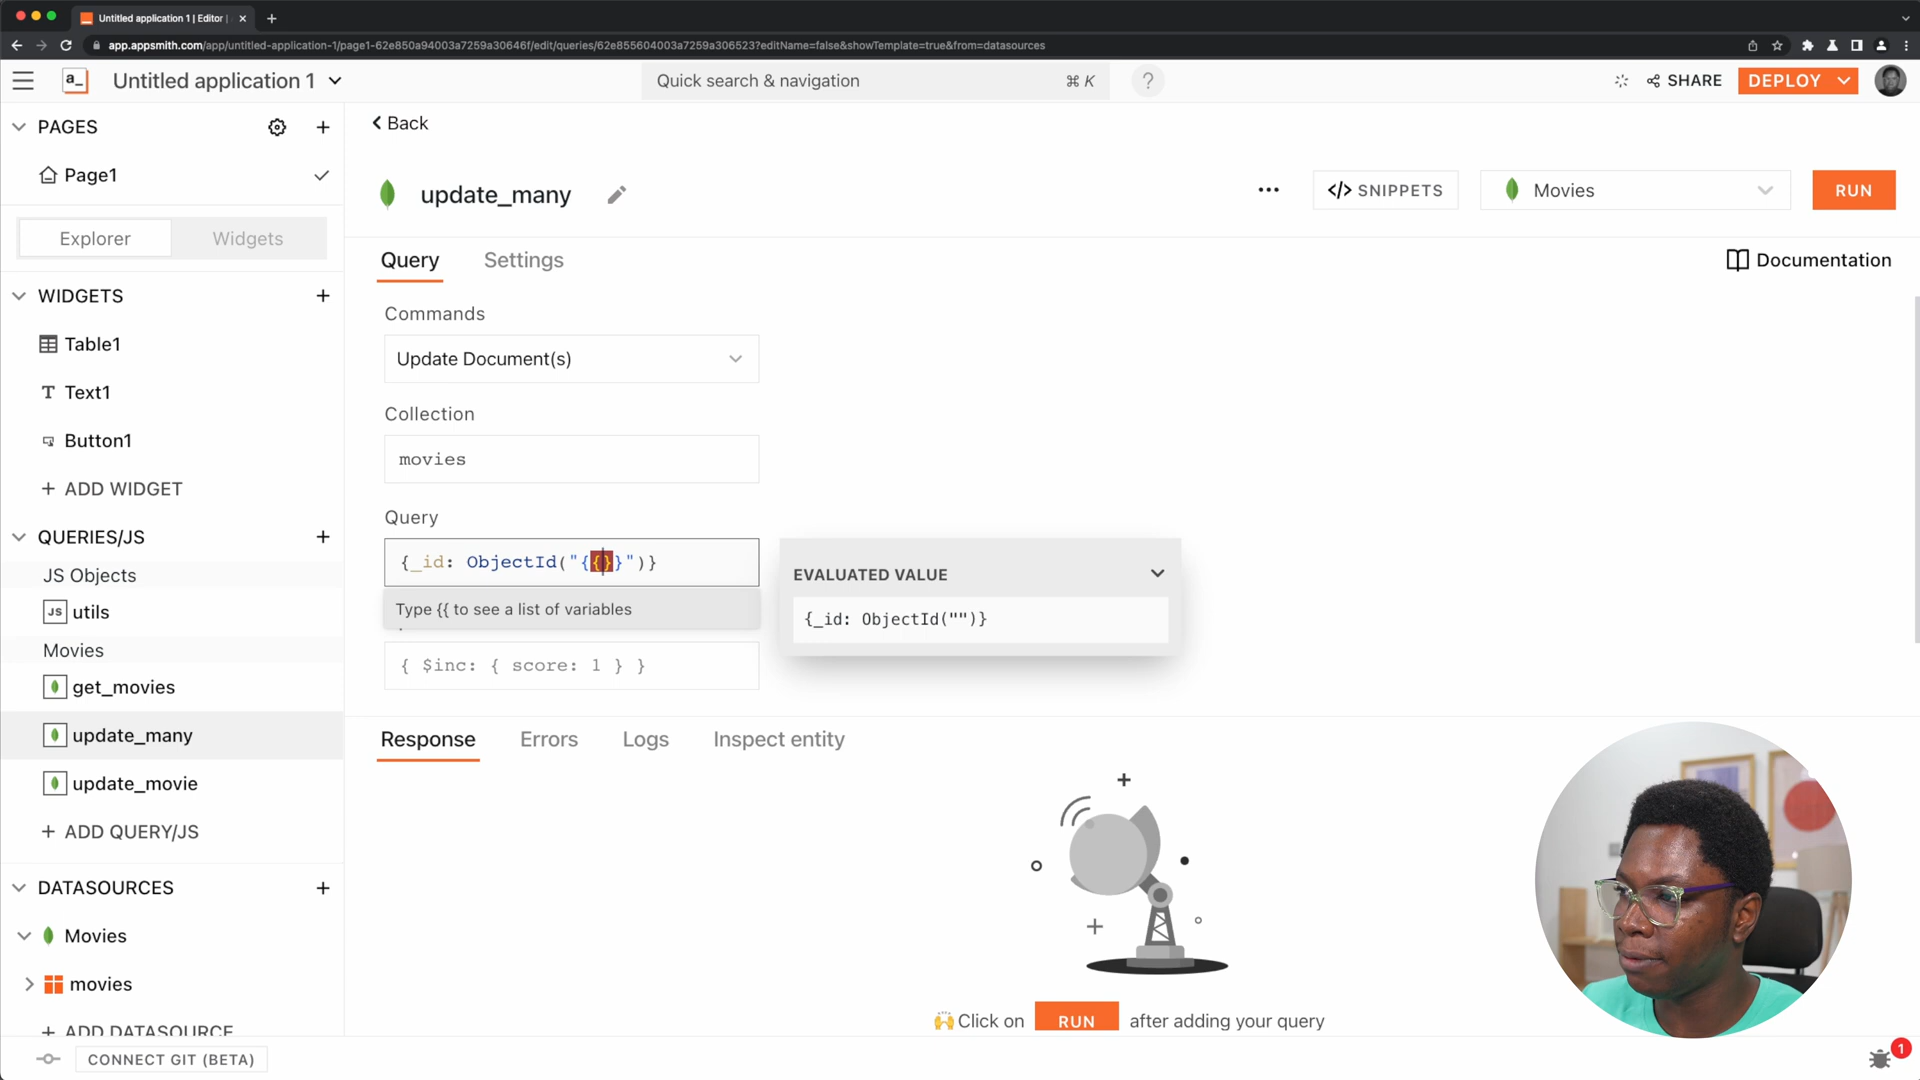 Untitled application 1 | Editor |
app.appsmith.com/app/untitled-application-1/page1-62e850a94003a7259a30646f/edit/queries/62e855604003a7259a306523?editName=false&showTemplate=true&from=datasources
a_
Untitled application 1
Quick search & navigation
⌘ K
?
SHARE
DEPLOY
PAGES
Page1
Explorer
Widgets
WIDGETS
Table1
Text1
Button1
+ ADD WIDGET
QUERIES/JS
JS Objects
JS utils
Movies
get_movies
update_many
update_movie
+ ADD QUERY/JS
DATASOURCES
Movies
movies
+ ADD DATASOURCE
CONNECT GIT (BETA)
Back
update_many
</> SNIPPETS
Movies
RUN
Query
Settings
Documentation
Commands
Update Document(s)
Collection
movies
Query
{_id: ObjectId("{{}}")}
Type {{ to see a list of variables
{ $inc: { score: 1 } }
EVALUATED VALUE
{_id: ObjectId("")}
Response
Errors
Logs
Inspect entity
🙌 Click on RUN after adding your query
1